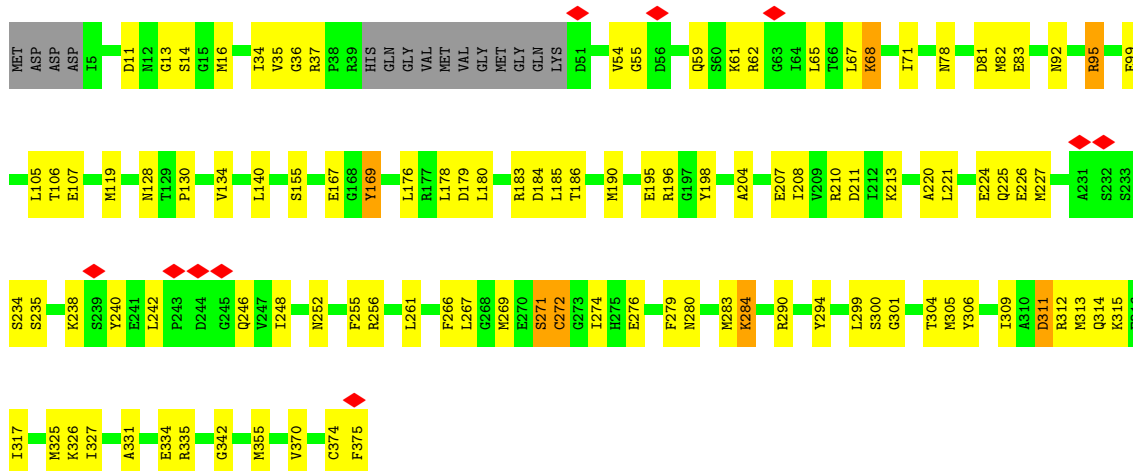 MET ASP ASP ASP I5 D11 N12 G13 S14 G15 M16 I34 V35 G36 R37 P38 R39 HIS GLN GLY VAL MET VAL GLY MET GLY GLN LYS D51 V54 G55 D56 Q59 S60 K61 R62 G63 I64 L65 T66 L67 K68 I71 N78 D81 M82 E83 N92 R95 E99
L105 T106 E107 M119 N128 T129 P130 V134 L140 S155 E167 G168 Y169 L176 R177 L178 D179 L180 R183 D184 L185 T186 M190 E195 R196 G197 Y198 A204 E207 I208 V209 R210 D211 I212 K213 A220 L221 E224 Q225 E226 M227 A231 S232 S233
S234 S235 K238 S239 Y240 E241 L242 P243 D244 G245 Q246 V247 I248 N252 F255 R256 L261 F266 L267 G268 M269 E270 S271 C272 G273 I274 H275 E276 F279 N280 M283 K284 R290 Y294 L299 S300 G301 T304 M305 Y306 I309 A310 D311 R312 M313 Q314 K315
I317 M325 K326 I327 A331 E334 R335 G342 M355 V370 C374 F375